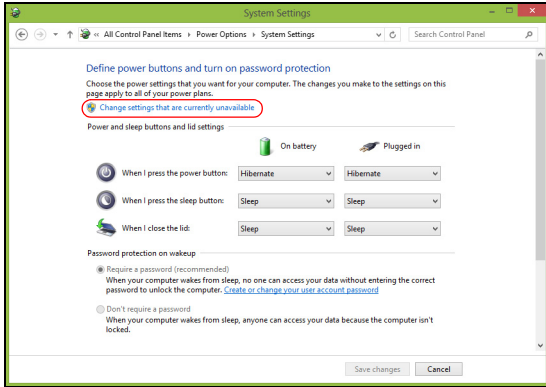 System Settings
« All Control Panel Items ▸ Power Options ▸ System Settings
Search Control Panel
Define power buttons and turn on password protection
Choose the power settings that you want for your computer. The changes you make to the settings on this
page apply to all of your power plans.
Change settings that are currently unavailable
Power and sleep buttons and lid settings
On battery Plugged in
When I press the power button: Hibernate Hibernate
When I press the sleep button: Sleep Sleep
When I close the lid: Sleep Sleep
Password protection on wakeup
Require a password (recommended)
When your computer wakes from sleep, no one can access your data without entering the correct
password to unlock the computer. Create or change your user account password
Don't require a password
When your computer wakes from sleep, anyone can access your data because the computer isn't
locked.
Save changes Cancel